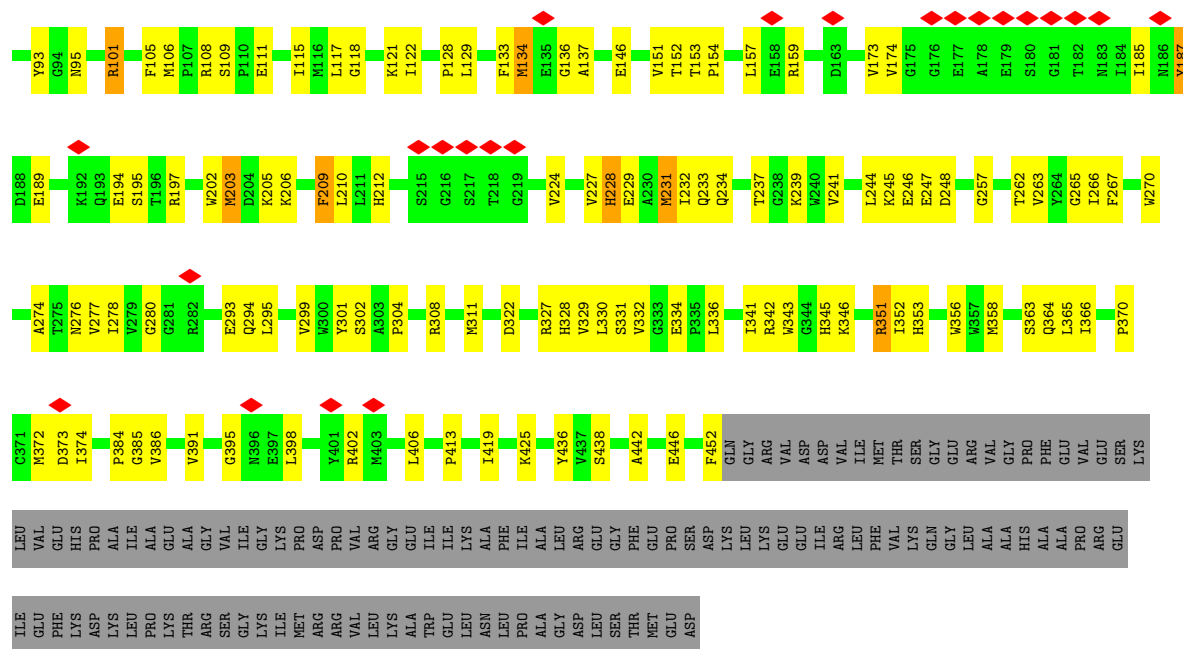 Y93 G94 N95 R101 F105 M106 P107 R108 S109 P110 E111 I115 M116 L117 G118 K121 I122 P128 L129 F133 M134 E135 G136 A137 E146 V151 T152 T153 P154 L157 E158 R159 D163 V173 V174 G175 G176 E177 A178 E179 S180 G181 T182 N183 I184 I185 N186 Y187
D188 E189 K192 Q193 E194 S195 T196 R197 W202 M203 D204 K205 K206 F209 L210 L211 H212 S215 G216 S217 T218 G219 V224 V227 H228 E229 A230 M231 I232 Q233 Q234 T237 G238 K239 W240 V241 L244 K245 E246 E247 D248 G257 T262 V263 Y264 G265 I266 F267 W270
A274 T275 N276 V277 I278 V279 G280 G281 R282 E293 Q294 L295 V299 W300 Y301 S302 A303 P304 R308 M311 D322 R327 H328 V329 L330 S331 V332 G333 E334 P335 L336 I341 R342 W343 G344 H345 K346 R351 I352 H353 W356 W357 M358 S363 Q364 L365 I366 P370
C371 M372 D373 I374 P384 G385 V386 V391 G395 N396 E397 L398 Y401 R402 M403 L406 P413 I419 K425 Y436 V437 S438 A442 E446 F452 GLN GLY ARG VAL ASP ASP VAL ILE MET THR SER GLY GLU ARG VAL GLY PRO PHE GLU VAL GLU SER LYS
LEU VAL GLU HIS PRO ALA ILE ALA GLU ALA GLY VAL ILE GLY LYS PRO ASP PRO VAL ARG GLY GLU ILE ILE LYS ALA PHE ILE ALA LEU ARG GLU GLY PHE GLU PRO SER ASP LYS LEU LYS GLU GLU ILE ARG LEU PHE VAL LYS GLN GLY LEU ALA ALA HIS ALA ALA PRO ARG GLU
ILE GLU PHE LYS ASP LYS LEU PRO LYS THR ARG SER GLY LYS ILE MET ARG ARG VAL LEU LYS ALA TRP GLU LEU ASN LEU PRO ALA GLY ASP LEU SER THR MET GLU ASP